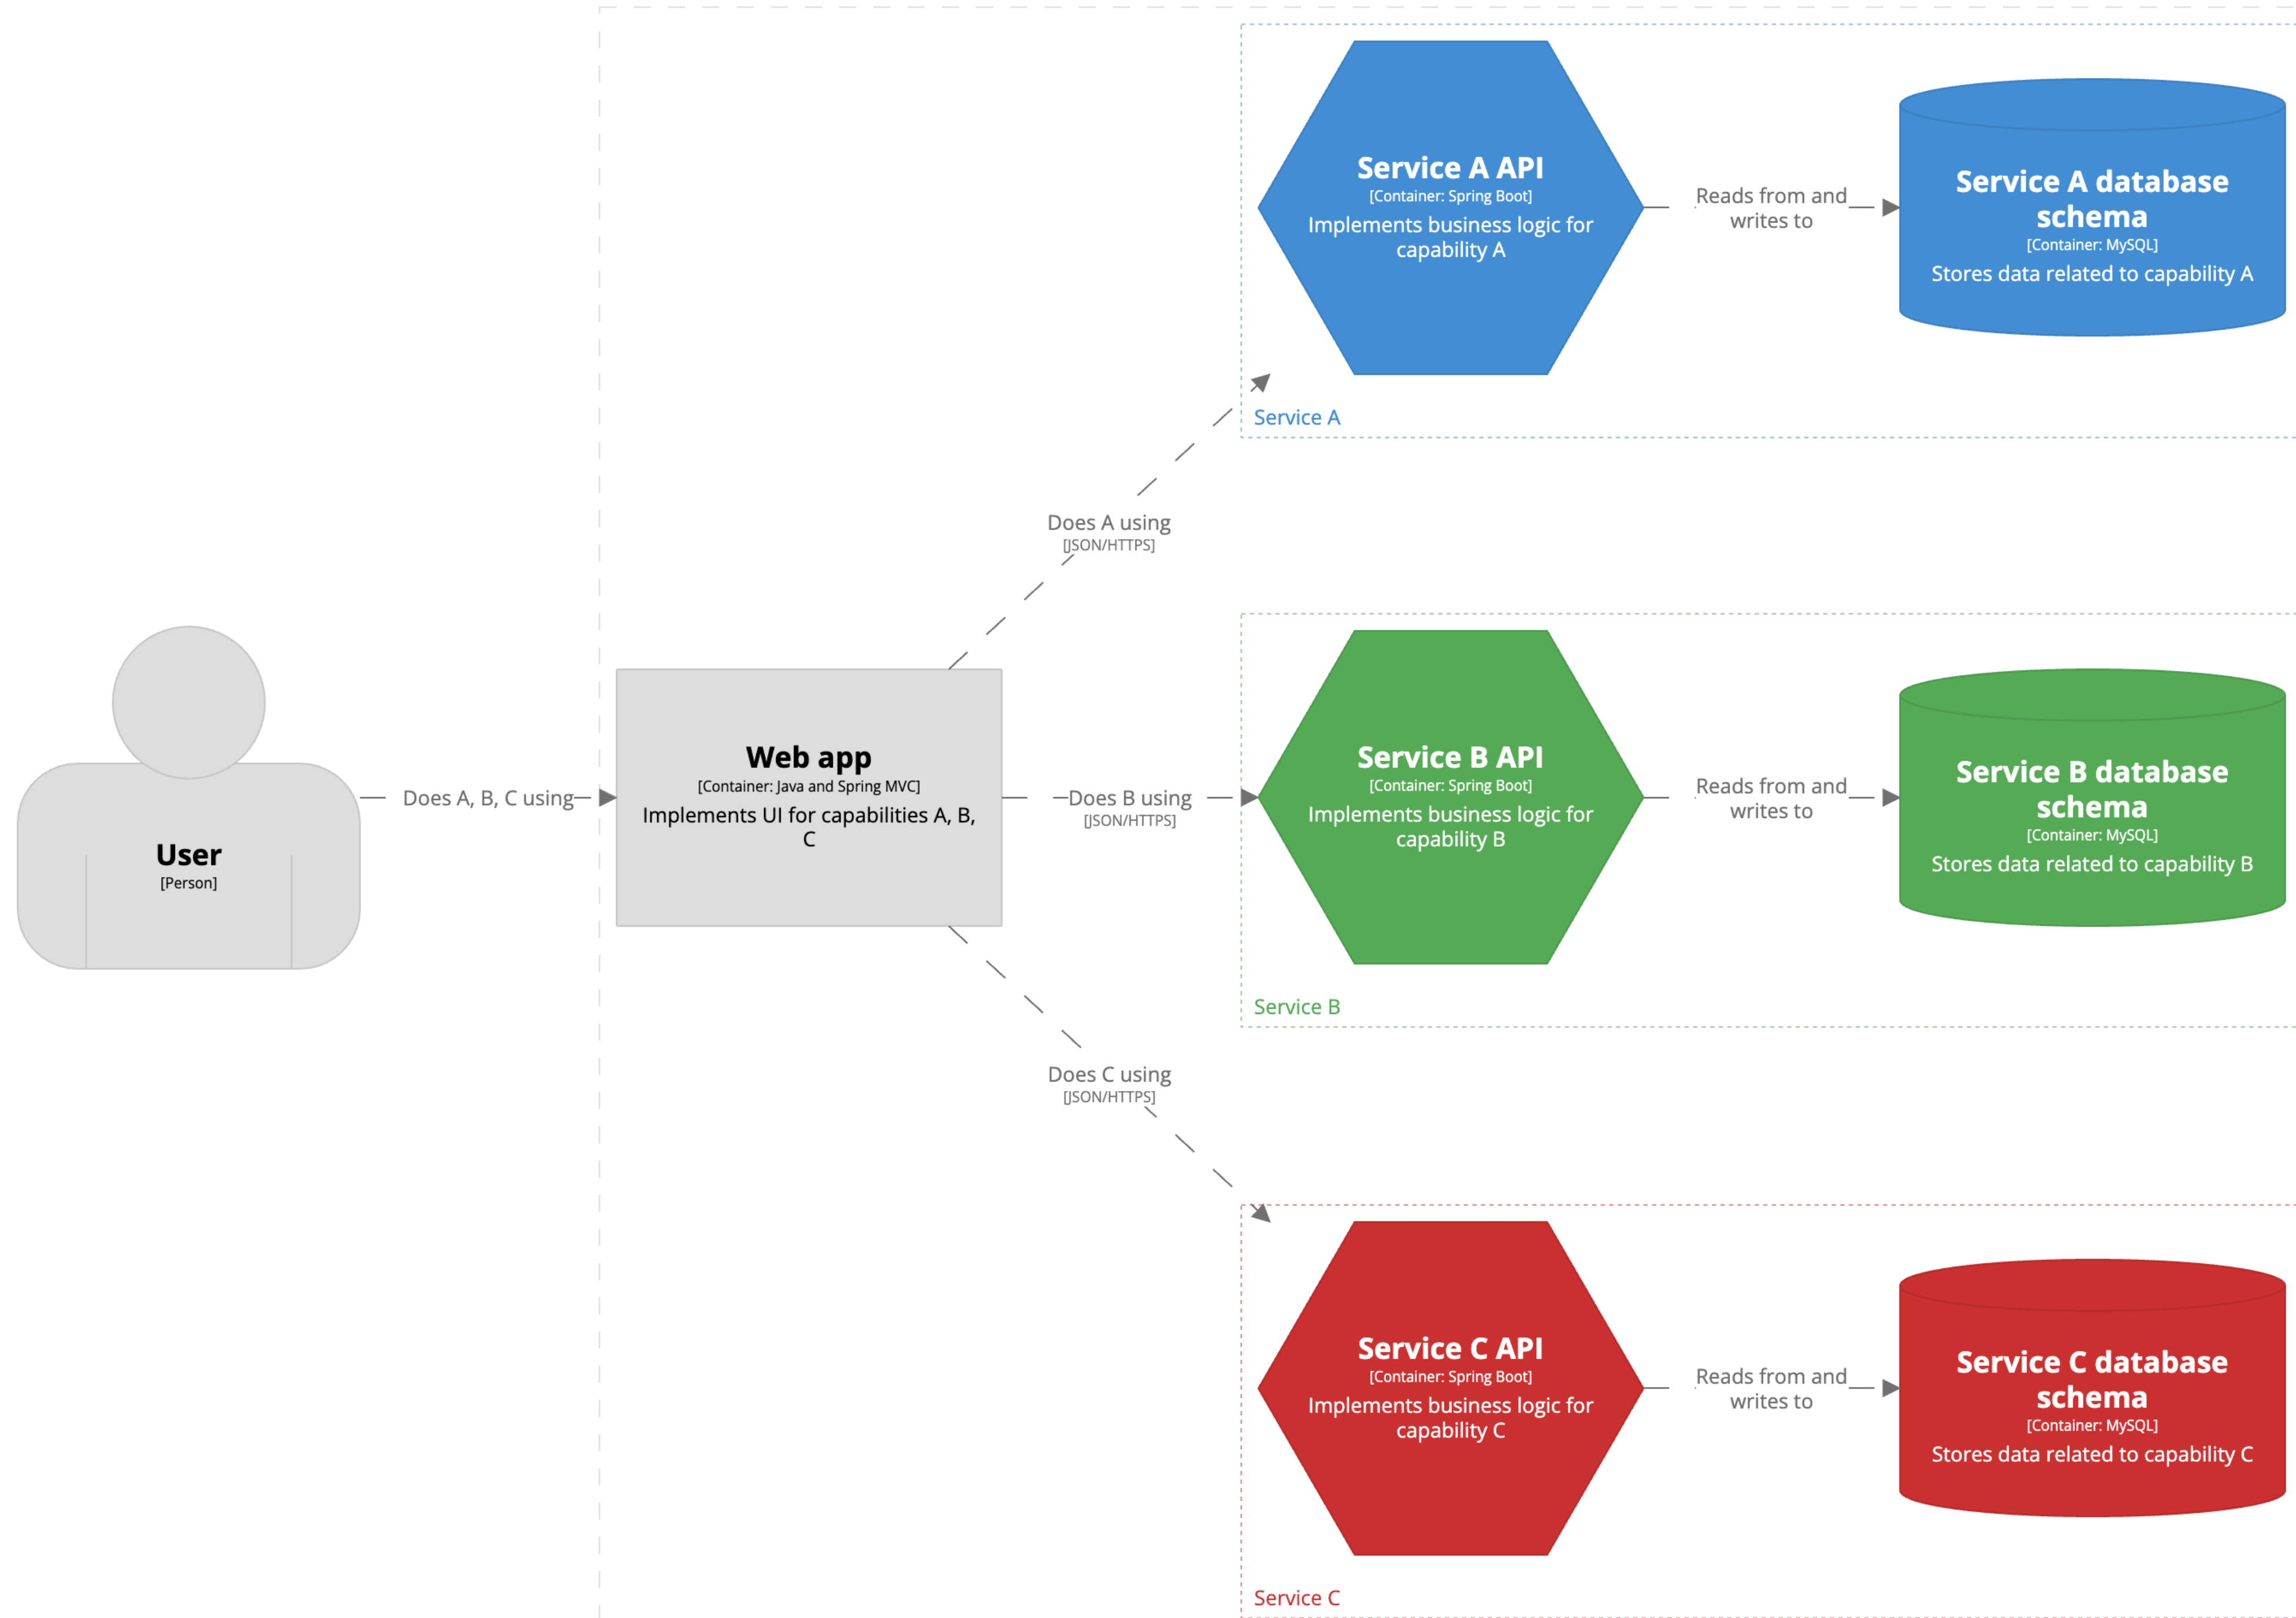 Service A API
[Container: Spring Boot]
Implements business logic for
capability A
Reads from and
writes to
Service A database
schema
[Container: MySQL]
Stores data related to capability A
Service A
Does A using
[JSON/HTTPS]
User
[Person]
Does A, B, C using
Web app
[Container: Java and Spring MVC]
Implements UI for capabilities A, B,
C
Does B using
[JSON/HTTPS]
Service B API
[Container: Spring Boot]
Implements business logic for
capability B
Reads from and
writes to
Service B database
schema
[Container: MySQL]
Stores data related to capability B
Service B
Does C using
[JSON/HTTPS]
Service C API
[Container: Spring Boot]
Implements business logic for
capability C
Reads from and
writes to
Service C database
schema
[Container: MySQL]
Stores data related to capability C
Service C